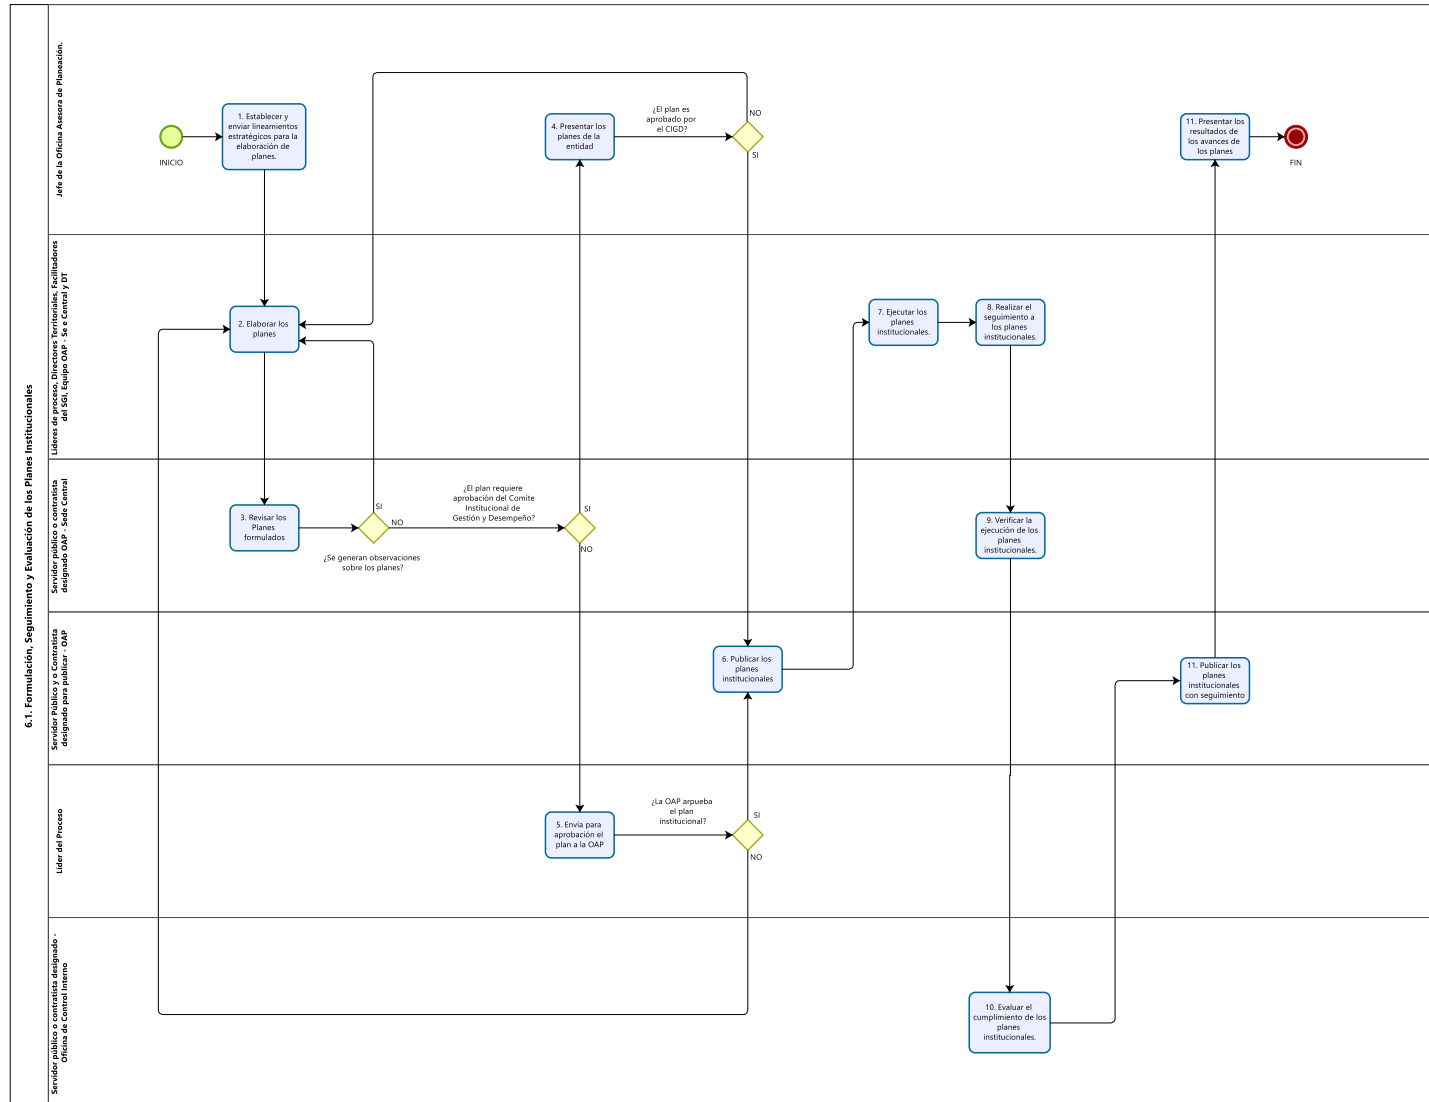 6.1. Formulación, Seguimiento y Evaluación de los Planes Institucionales
Jefe de la Oficina Asesora de Planeación.
INICIO
1. Establecer y
enviar lineamientos
estratégicos para la
elaboración de
planes.
4. Presentar los
planes de la
entidad
¿El plan es
aprobado por
el CIGD?
NO
SI
11. Presentar los
resultados de
los avances de
los planes
FIN
Líderes de proceso, Directores Territoriales, Facilitadores
del SGI, Equipo OAP - Se e Central y DT
2. Elaborar los
planes
7. Ejecutar los
planes
institucionales.
8. Realizar el
seguimiento a
los planes
institucionales.
Servidor público o contratista
designado OAP - Sede Central
3. Revisar los
Planes
formulados
SI
NO
¿Se generan observaciones
sobre los planes?
¿El plan requiere
aprobación del Comite
Institucional de
Gestión y Desempeño?
SI
NO
9. Verificar la
ejecución de los
planes
institucionales.
Servidor Público y o Contratista
designado para publicar - OAP
6. Publicar los
planes
institucionales
11. Publicar los
planes
institucionales
con seguimiento
Líder del Proceso
5. Envía para
aprobación el
plan a la OAP
¿La OAP arpueba
el plan
institucional?
SI
NO
Servidor público o contratista designado -
Oficina de Control Interno
10. Evaluar el
cumplimiento de los
planes
institucionales.